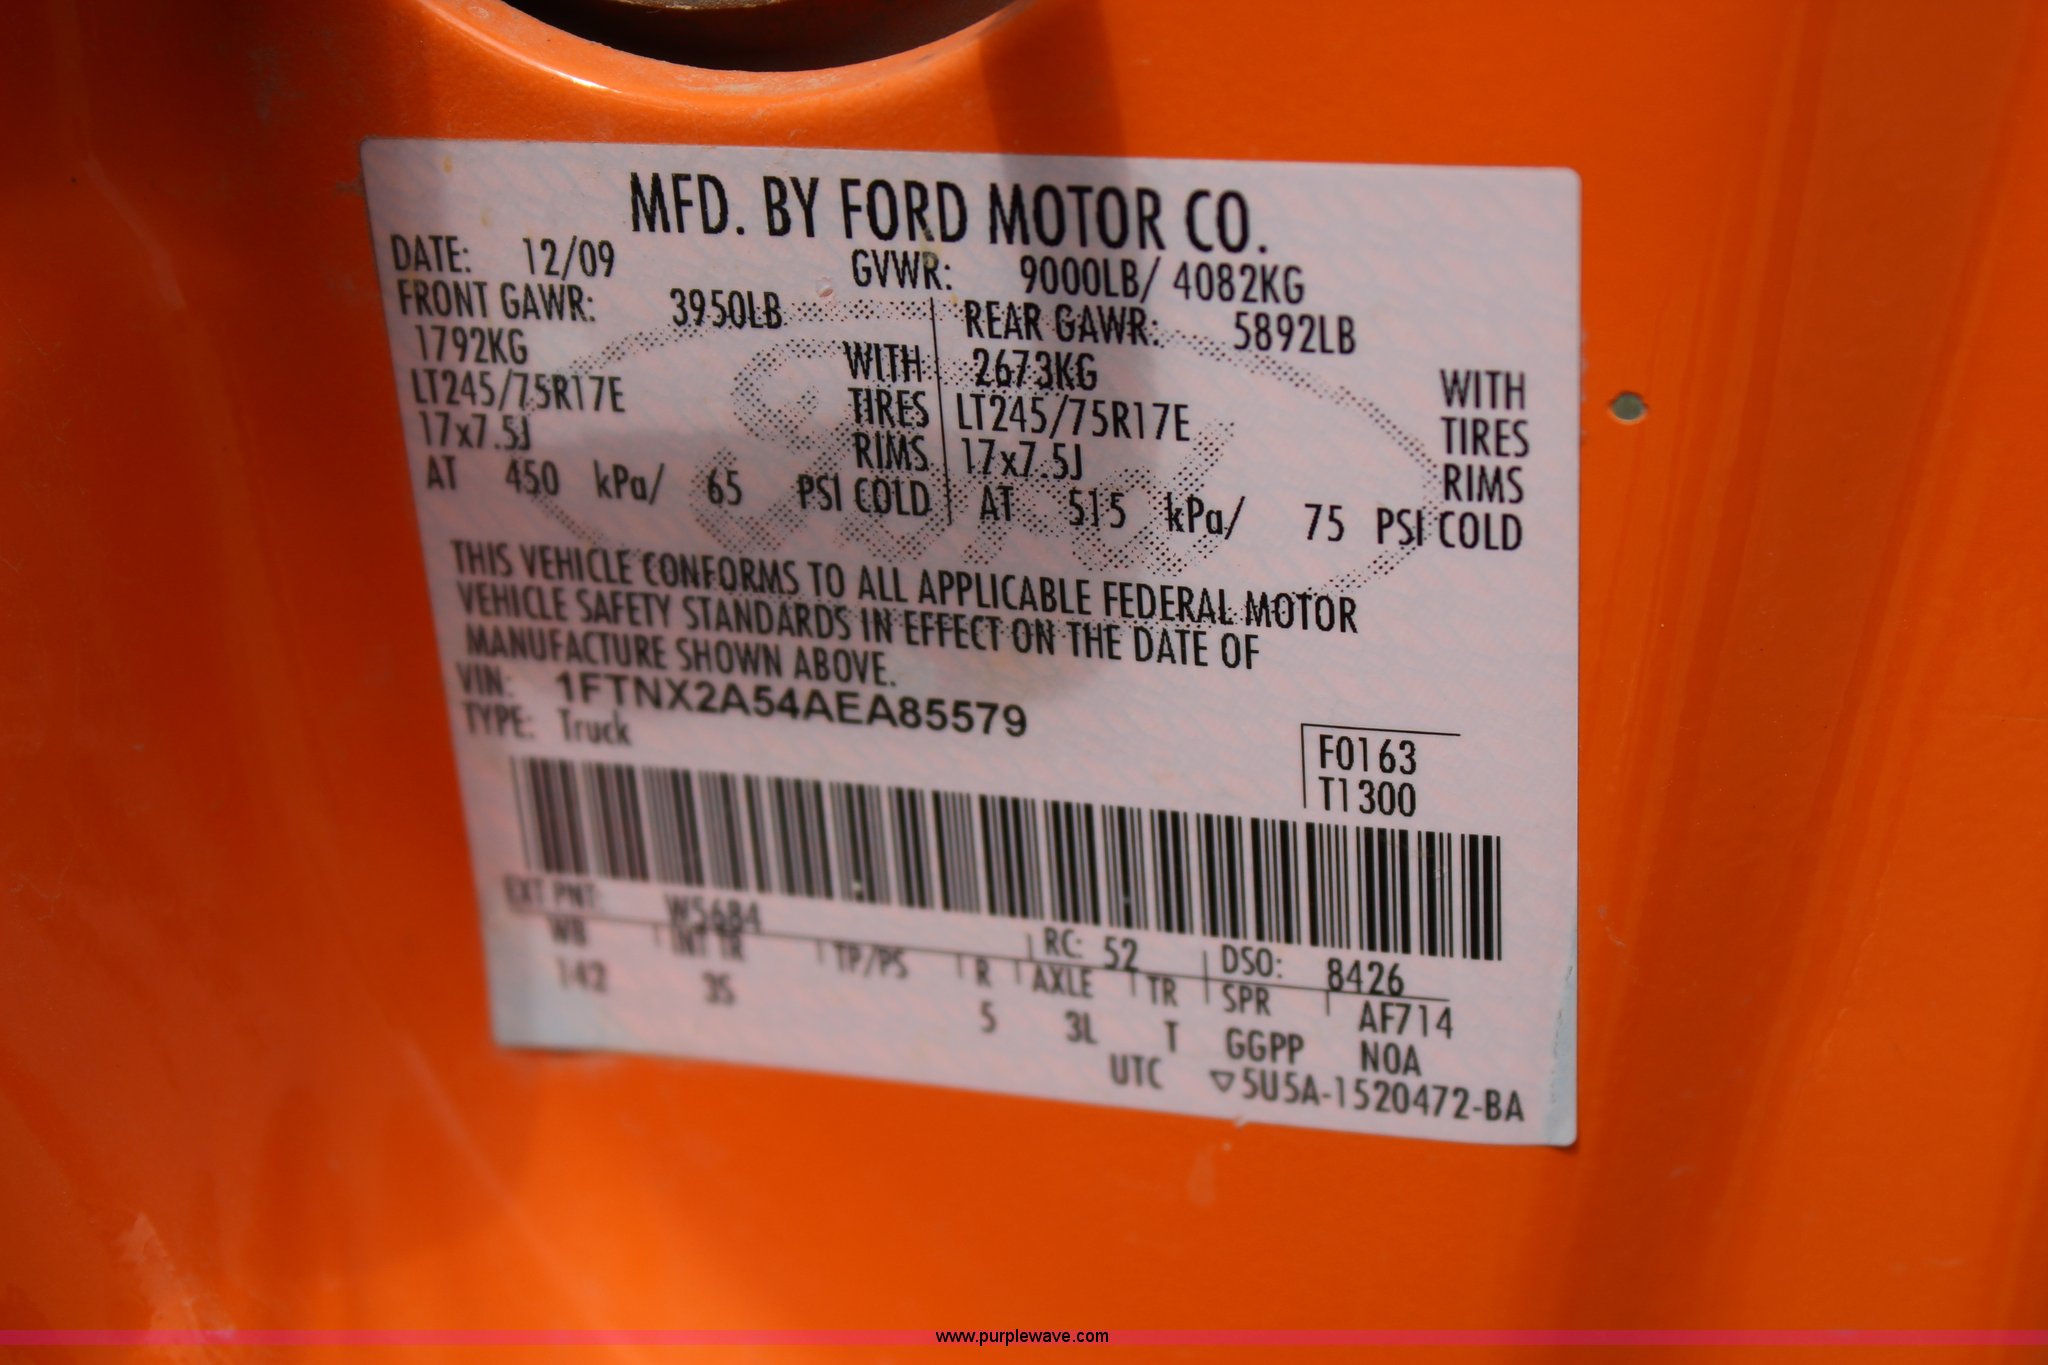 MFD. BY FORD MOTOR CO.
DATE: 12/09 GVWR: 9000LB/ 4082KG
FRONT GAWR: 3950LB REAR GAWR: 5892LB
1792KG WITH 2673KG WITH
LT245/75R17E TIRES LT245/75R17E TIRES
17x7.5J RIMS 17x7.5J RIMS
AT 450 kPa/ 65 PSI COLD AT 515 kPa/ 75 PSI COLD
THIS VEHICLE CONFORMS TO ALL APPLICABLE FEDERAL MOTOR
VEHICLE SAFETY STANDARDS IN EFFECT ON THE DATE OF
MANUFACTURE SHOWN ABOVE.
VIN: 1FTNX2A54AEA85579
TYPE: Truck
F0163
T1300
EXT PNT: W5684 RC: 52 DSO: 8426
WB INT TR TP/PS R AXLE TR SPR AF714
142 35 5 3L T GGPP NOA
UTC ▽5U5A-1520472-BA
www.purplewave.com